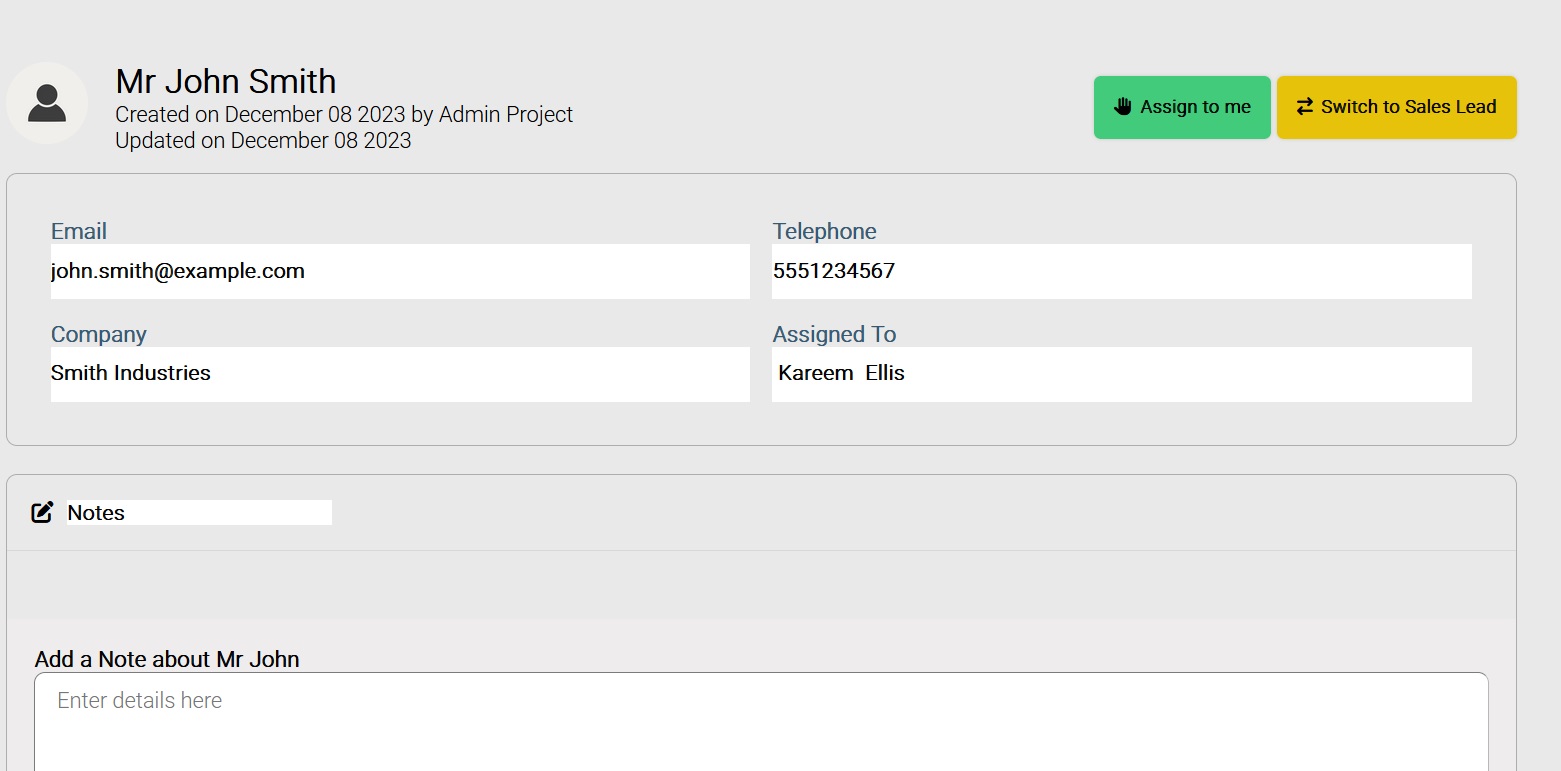 Mr John Smith
Created on December 08 2023 by Admin Project
Updated on December 08 2023
Assign to me
Switch to Sales Lead
Email
john.smith@example.com
Telephone
5551234567
Company
Smith Industries
Assigned To
Kareem  Ellis
Notes
Add a Note about Mr John
Enter details here